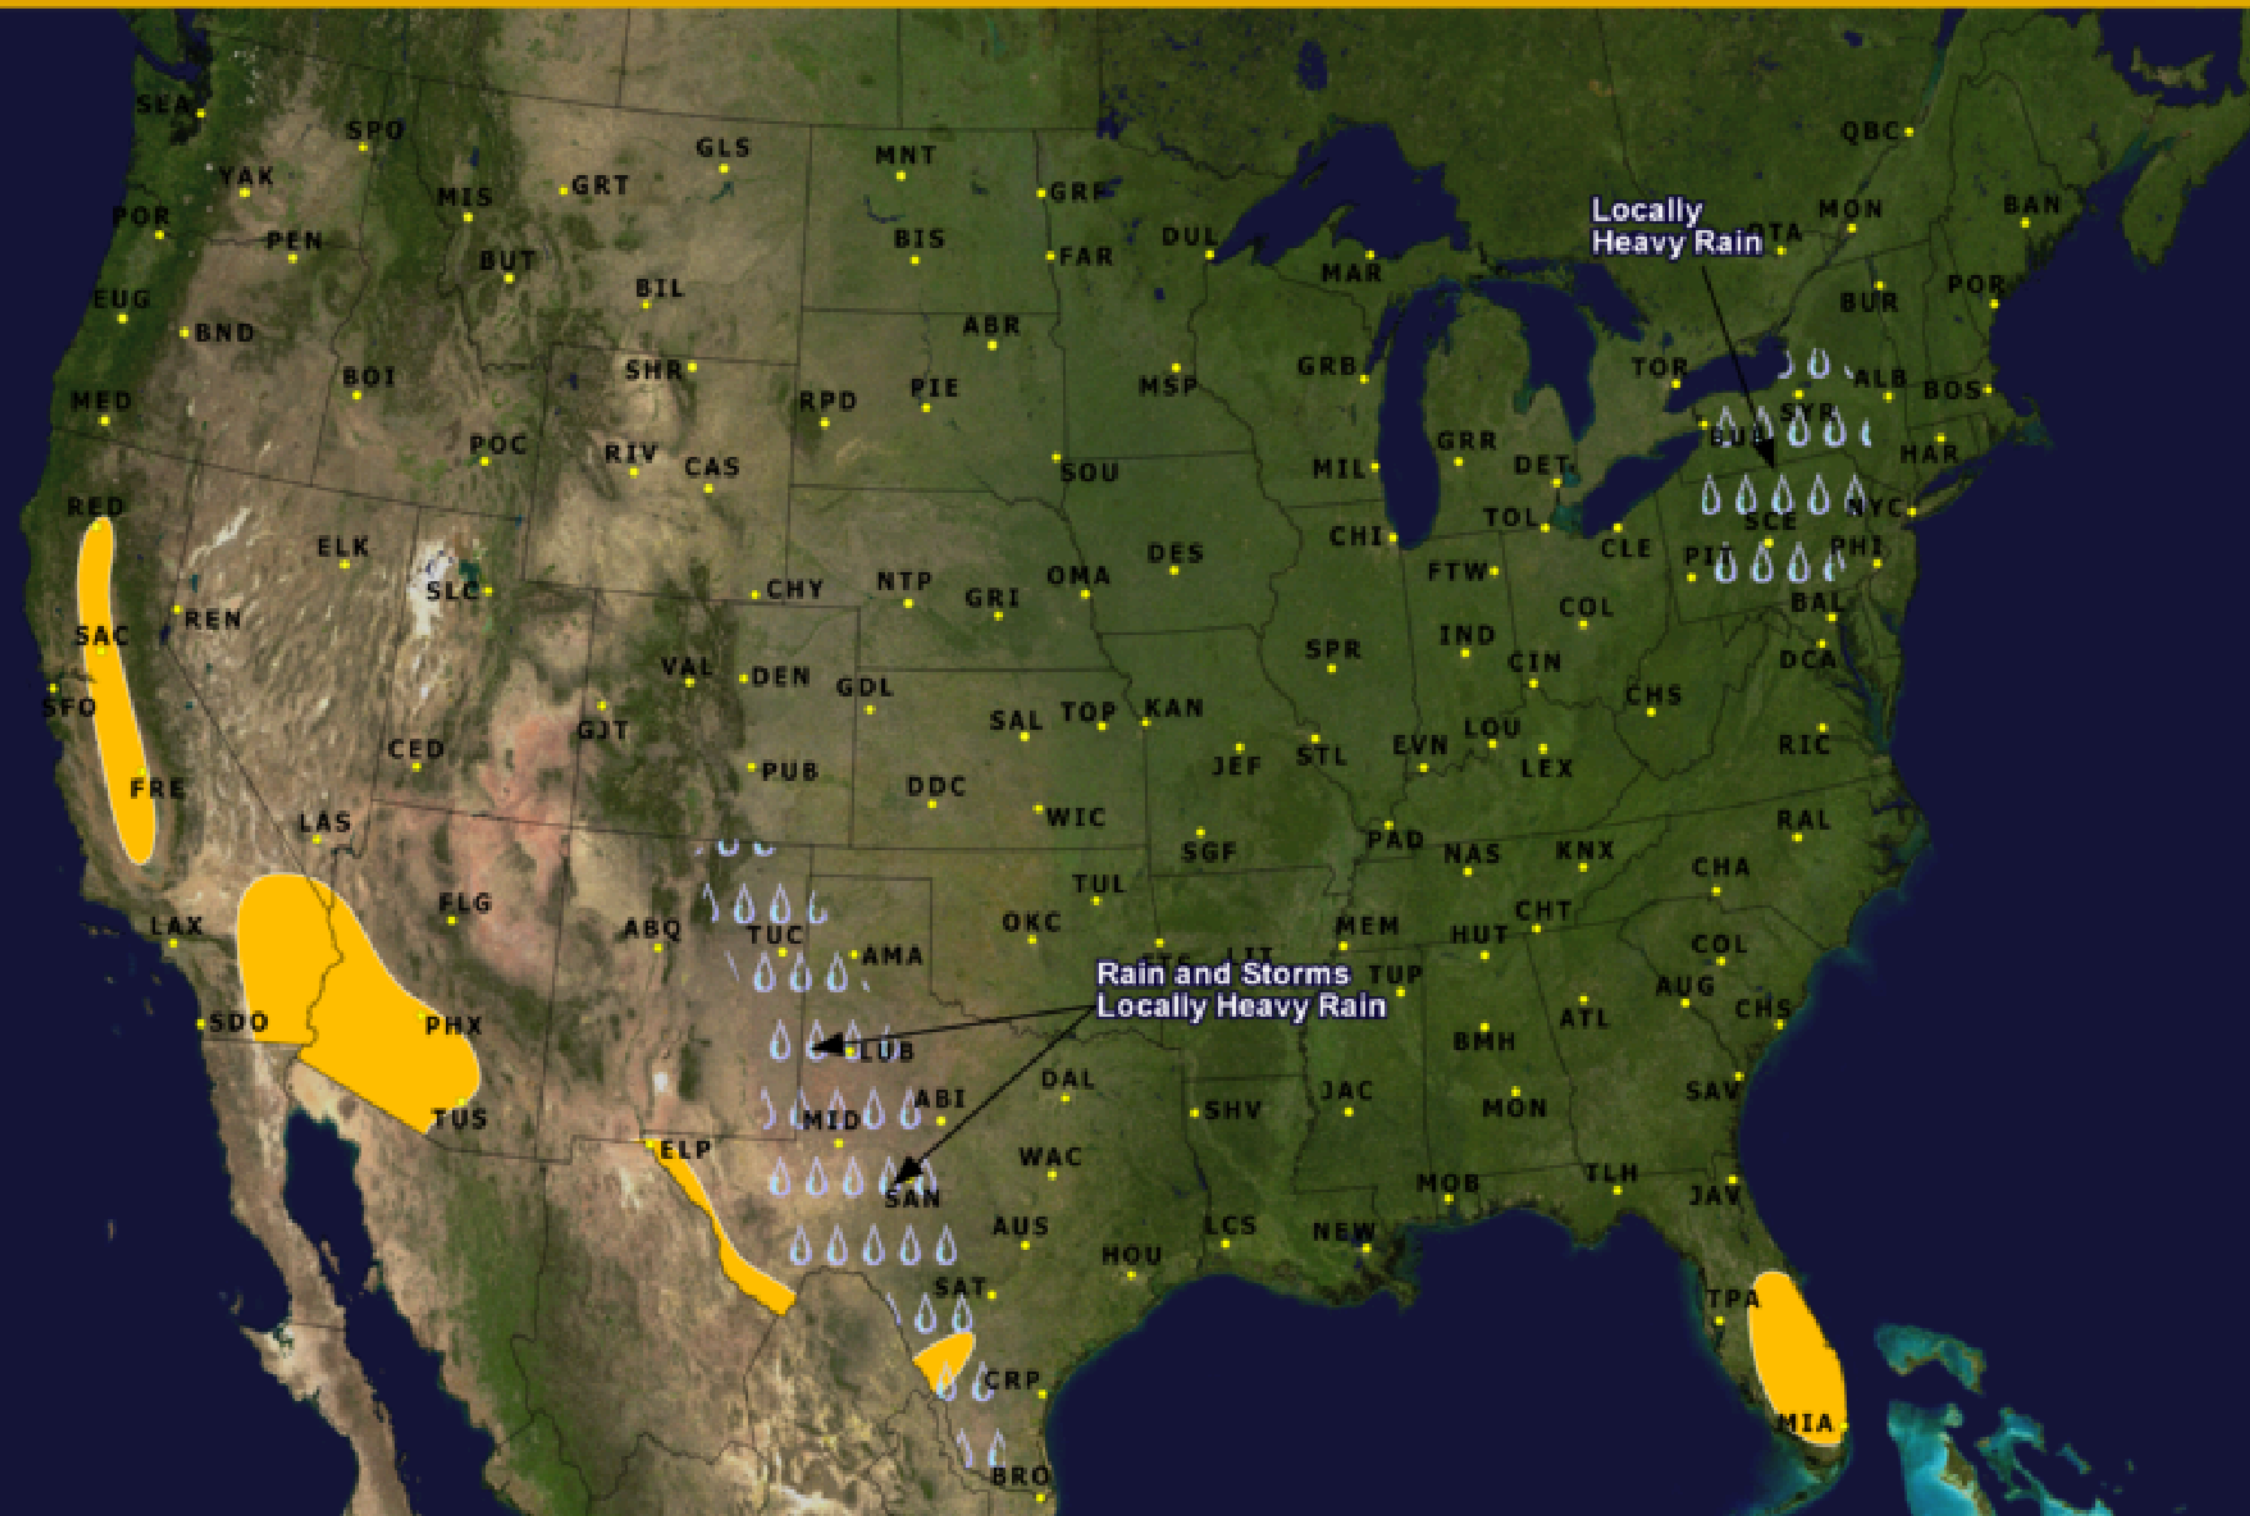 SEA
SPO
GLS
MNT
QBC
YAK
MIS
GRT
GRF
BAN
POR
PEN
BUT
BIS
FAR
DUL
MAR
Locally
Heavy Rain
OTA
MON
EUG
BND
BIL
ABR
BUR
POR
MED
BOI
SHR
RPD
PIE
MSP
GRB
TOR
ALB
BOS
SYR
BUF
POC
RIV
CAS
SOU
MIL
GRR
DET
HAR
RED
ELK
CHI
TOL
CLE
SCE
NYC
DES
SLC
CHY
NTP
GRI
OMA
FTW
PIT
PHI
REN
SAC
COL
BAL
VAL
DEN
GDL
SPR
IND
CIN
DCA
SFO
GJT
SAL
TOP
KAN
CHS
CED
PUB
DDC
JEF
STL
EVN
LOU
LEX
RIC
FRE
LAS
WIC
SGF
PAD
NAS
KNX
RAL
CHA
FLG
TUL
LAX
ABQ
TUC
AMA
OKC
MEM
HUT
CHT
COL
FTS
LIT
Rain and Storms
Locally Heavy Rain
TUP
AUG
CHS
SDO
PHX
LUB
BMH
ATL
TUS
MID
ABI
DAL
SHV
JAC
MON
SAV
ELP
SAN
WAC
MOB
TLH
JAV
AUS
HOU
LCS
NEW
SAT
TPA
CRP
MIA
BRO